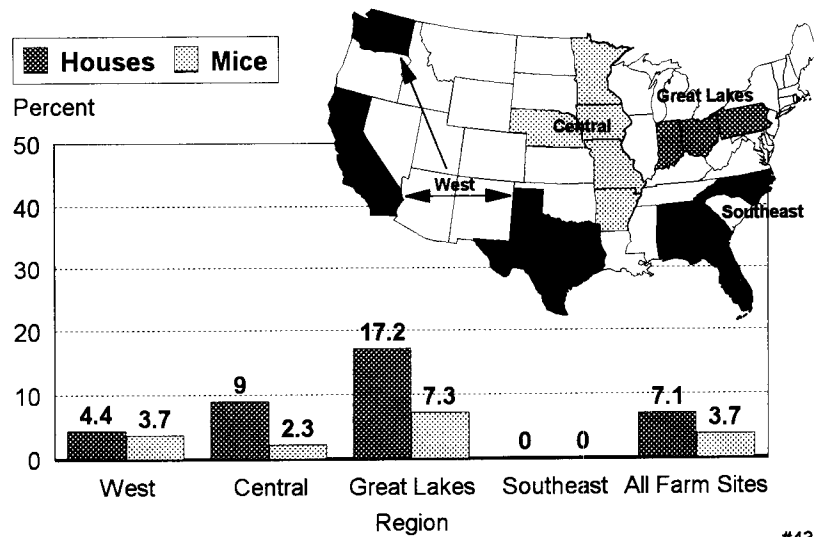 Houses Mice
Percent
50
40
30
20
10
0
Great Lakes
Central
West
Southeast
4.4 3.7 9 2.3 17.2 7.3 0 0 7.1 3.7
West Central Great Lakes Southeast All Farm Sites
Region